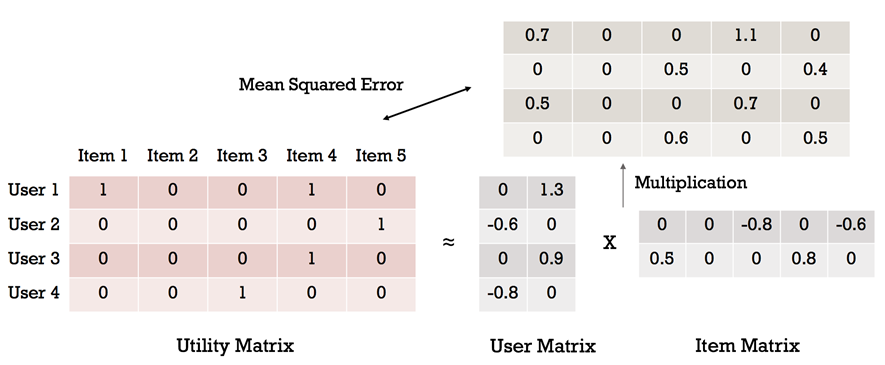 0.7 0 0 1.1 0
0 0 0.5 0 0.4
0.5 0 0 0.7 0
0 0 0.6 0 0.5
Mean Squared Error
Multiplication
Item 1 Item 2 Item 3 Item 4 Item 5
User 1 1 0 0 1 0
User 2 0 0 0 0 1
User 3 0 0 0 1 0
User 4 0 0 1 0 0
≈
0 1.3
-0.6 0
0 0.9
-0.8 0
X
0 0 -0.8 0 -0.6
0.5 0 0 0.8 0
Utility Matrix
User Matrix
Item Matrix